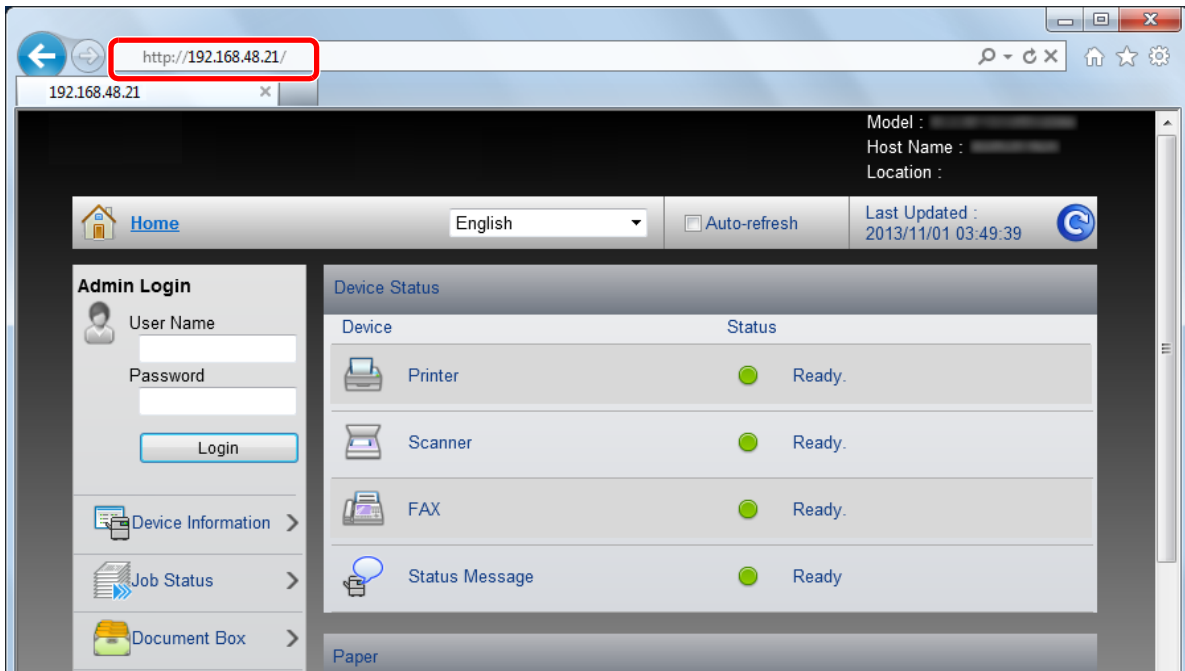 http://192.168.48.21/
192.168.48.21
Model :
Host Name :
Location :
Home
English
Auto-refresh
Last Updated :
2013/11/01 03:49:39
Admin Login
User Name
Password
Login
Device Information
Job Status
Document Box
Device Status
Device Status
Printer Ready.
Scanner Ready.
FAX Ready.
Status Message Ready
Paper